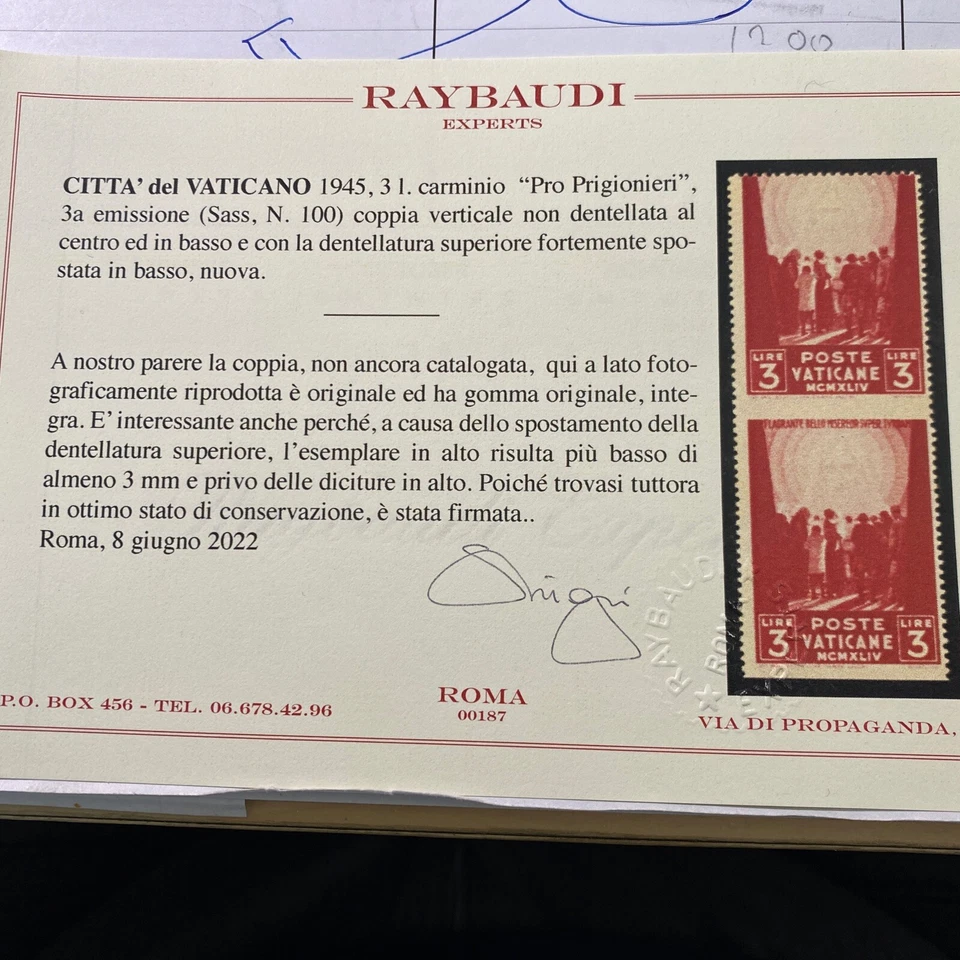 1200
RAYBAUDI
EXPERTS
CITTA' del VATICANO 1945, 3 l. carminio “Pro Prigionieri”,
3a emissione (Sass, N. 100) coppia verticale non dentellata al
centro ed in basso e con la dentellatura superiore fortemente spo-
stata in basso, nuova.
A nostro parere la coppia, non ancora catalogata, qui a lato foto-
graficamente riprodotta è originale ed ha gomma originale, inte-
gra. E' interessante anche perché, a causa dello spostamento della
dentellatura superiore, l'esemplare in alto risulta più basso di
almeno 3 mm e privo delle diciture in alto. Poiché trovasi tuttora
in ottimo stato di conservazione, è stata firmata..
Roma, 8 giugno 2022
LIRE 3 POSTE VATICANE MCMXLIV LIRE 3
FLAGRANTE BELLO MISEREOR SVPER
LIRE 3 POSTE VATICANE MCMXLIV LIRE 3
RAYBAUDI
ROMA
P.O. BOX 456 - TEL. 06.678.42.96
ROMA
00187
VIA DI PROPAGANDA,